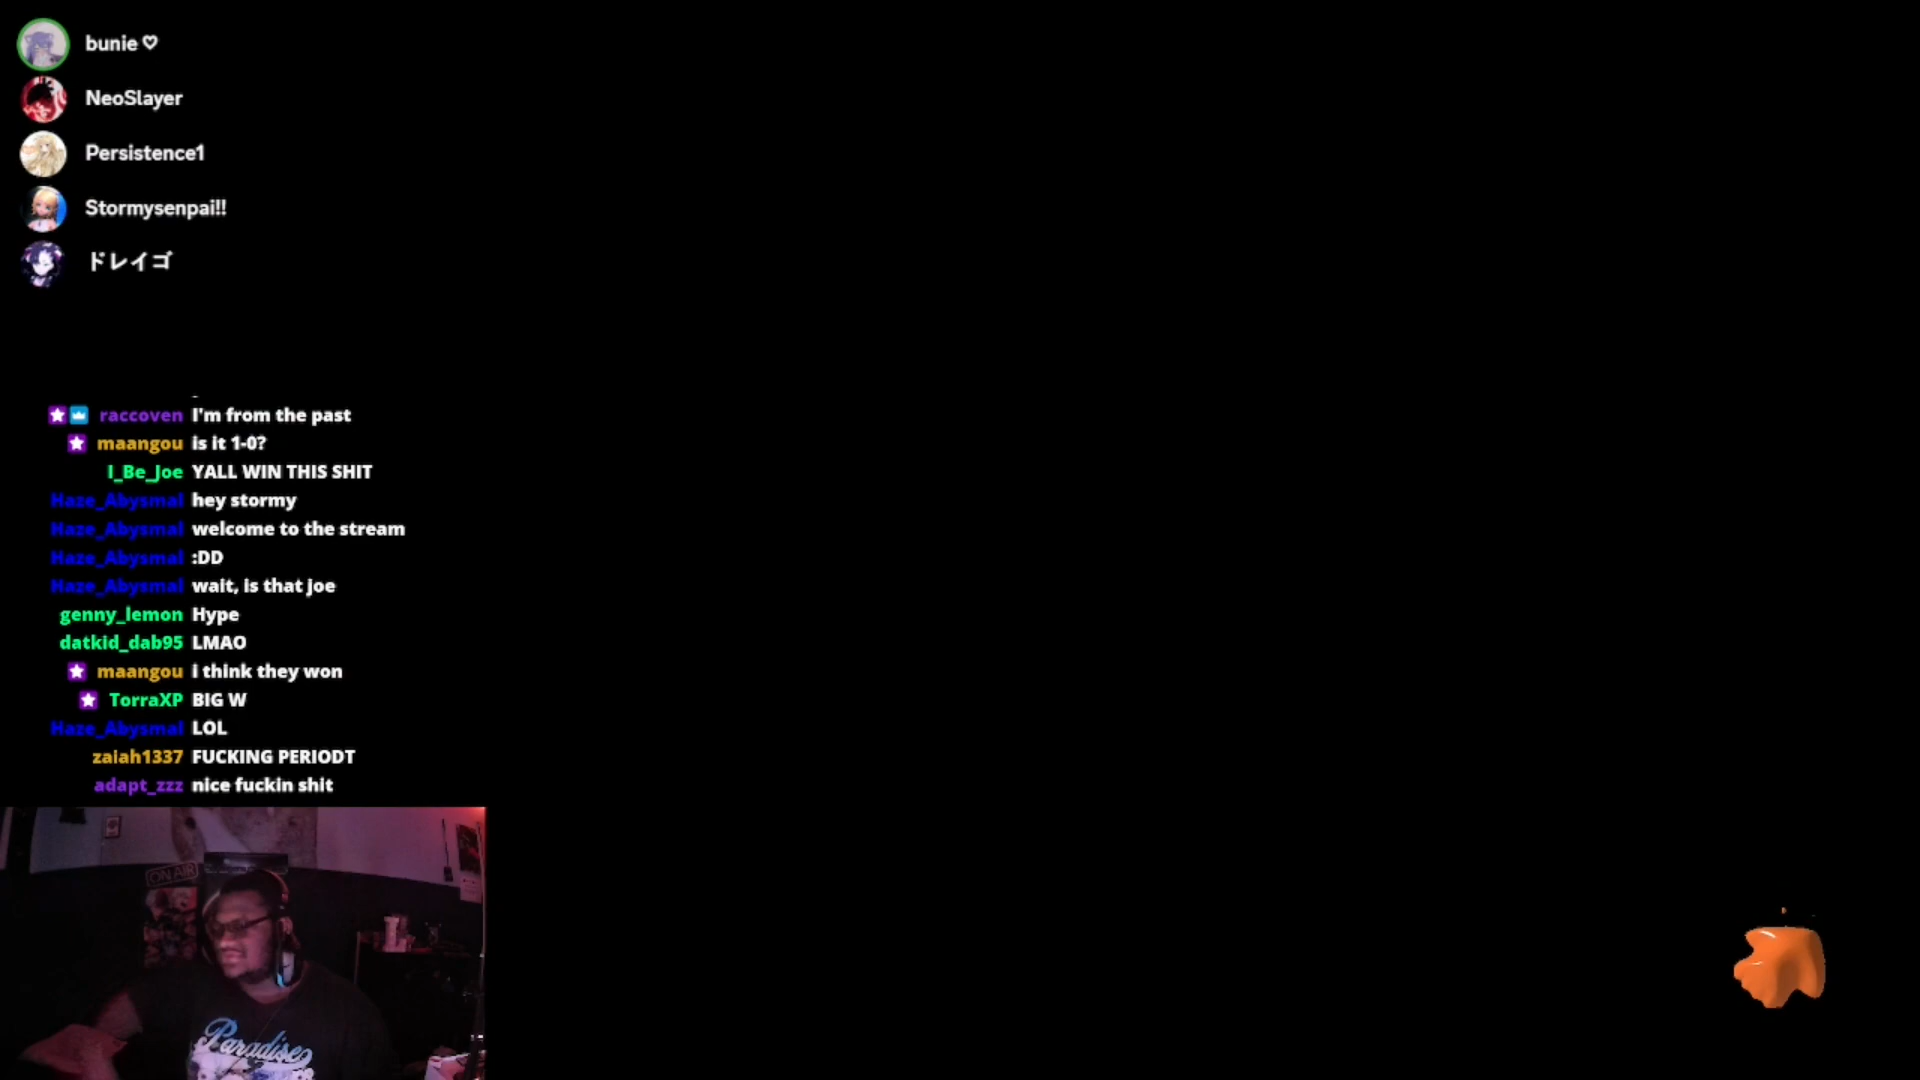 bunie ♡
NeoSlayer
Persistence1
Stormysenpai!!
ドレイゴ
raccoven I'm from the past
maangou is it 1-0?
I_Be_Joe YALL WIN THIS SHIT
Haze_Abysmal hey stormy
Haze_Abysmal welcome to the stream
Haze_Abysmal :DD
Haze_Abysmal wait, is that joe
genny_lemon Hype
datkid_dab95 LMAO
maangou i think they won
TorraXP BIG W
Haze_Abysmal LOL
zaiah1337 FUCKING PERIODT
adapt_zzz nice fuckin shit
ON AIR
Paradise